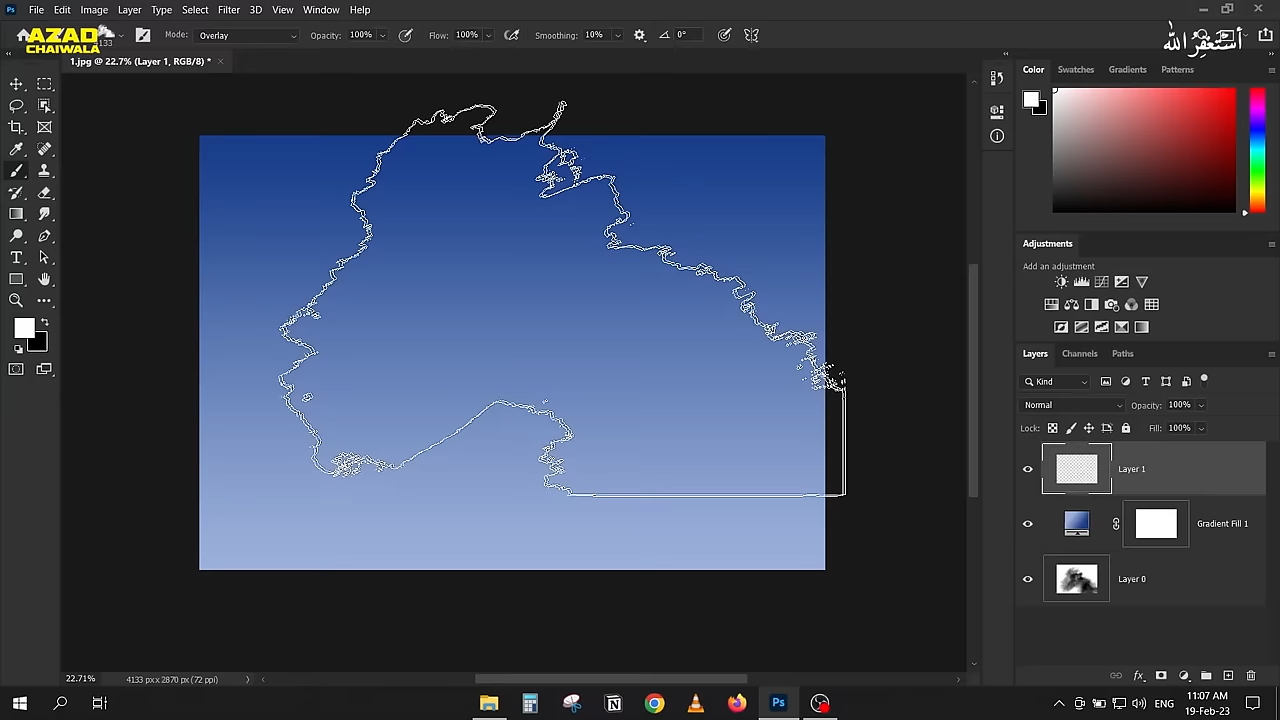 Ps File Edit Image Layer Type Select Filter 3D View Window Help
AZAD
CHAIWALA
4133 Mode: Overlay Opacity: 100% Flow: 100% Smoothing: 10% 0°
أستغفر الله
1.jpg @ 22.7% (Layer 1, RGB/8) *
Color Swatches Gradients Patterns
Adjustments
Add an adjustment
Layers Channels Paths
Kind
Normal Opacity: 100%
Lock: Fill: 100%
Layer 1
Gradient Fill 1
Layer 0
22.71% 4133 px x 2870 px (72 ppi)
Ps ENG 11:07 AM
19-Feb-23